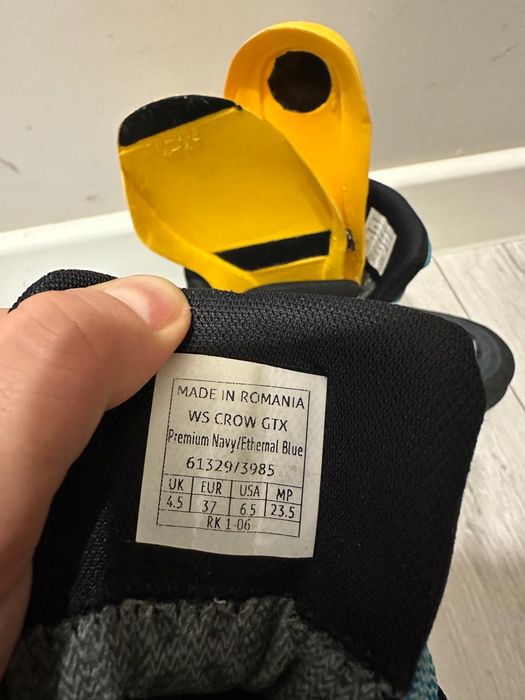 MADE IN ROMANIA
WS CROW GTX
Premium Navy/Ethernal Blue
61329/3985
UK EUR USA MP
4.5 37 6.5 23.5
RK 1-06